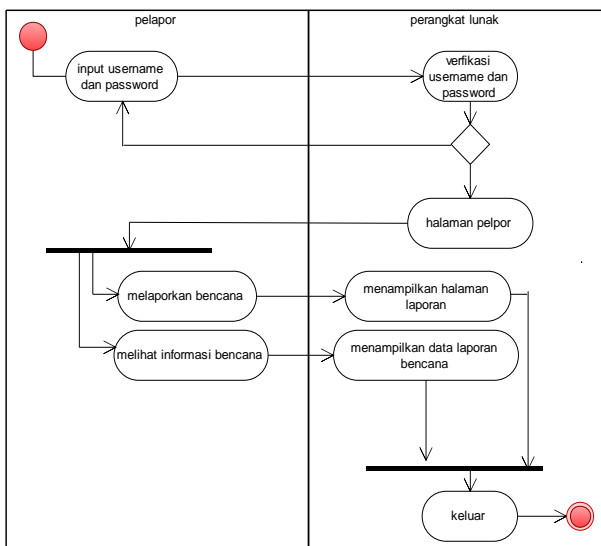 pelapor
perangkat lunak
input username
dan password
verfikasi
username dan
password
halaman pelpor
melaporkan bencana
menampilkan halaman
laporan
melihat informasi bencana
menampilkan data laporan
bencana
keluar